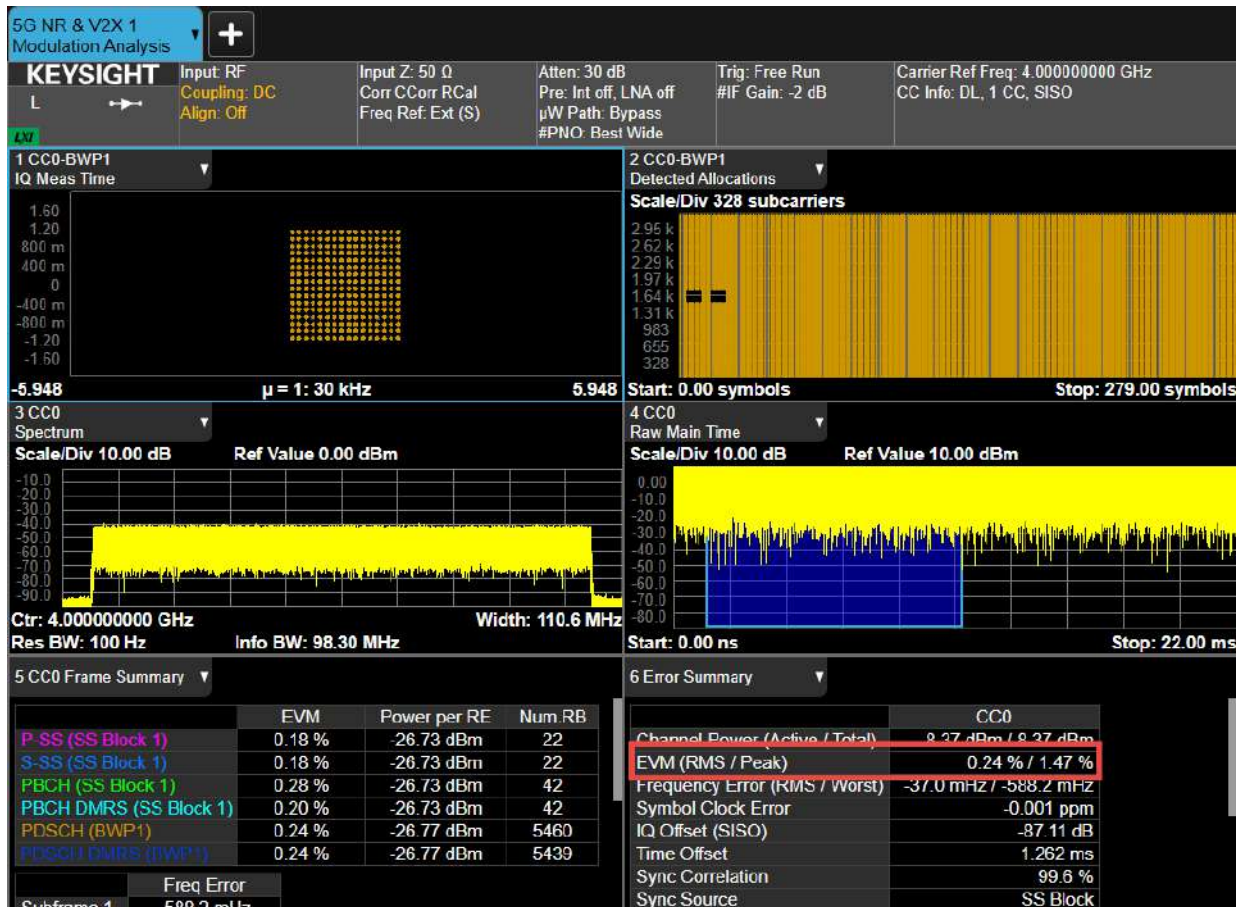 5G NR & V2X 1
Modulation Analysis
+
KEYSIGHT
L
LXI
Input: RF
Coupling: DC
Align: Off
Input Z: 50 Ω
Corr CCorr RCal
Freq Ref: Ext (S)
Atten: 30 dB
Pre: Int off, LNA off
µW Path: Bypass
#PNO: Best Wide
Trig: Free Run
#IF Gain: -2 dB
Carrier Ref Freq: 4.000000000 GHz
CC Info: DL, 1 CC, SISO
1 CC0-BWP1
IQ Meas Time
1.60
1.20
800 m
400 m
0
-400 m
-800 m
-1.20
-1.60
-5.948 µ = 1: 30 kHz 5.948
2 CC0-BWP1
Detected Allocations
Scale/Div 328 subcarriers
2.95 k
2.62 k
2.29 k
1.97 k
1.64 k
1.31 k
983
655
328
Start: 0.00 symbols Stop: 279.00 symbols
3 CC0
Spectrum
Scale/Div 10.00 dB Ref Value 0.00 dBm
-10.0
-20.0
-30.0
-40.0
-50.0
-60.0
-70.0
-80.0
-90.0
Ctr: 4.000000000 GHz Width: 110.6 MHz
Res BW: 100 Hz Info BW: 98.30 MHz
4 CC0
Raw Main Time
Scale/Div 10.00 dB Ref Value 10.00 dBm
0.00
-10.0
-20.0
-30.0
-40.0
-50.0
-60.0
-70.0
-80.0
Start: 0.00 ns Stop: 22.00 ms
5 CC0 Frame Summary
EVM Power per RE Num.RB
P-SS (SS Block 1) 0.18 % -26.73 dBm 22
S-SS (SS Block 1) 0.18 % -26.73 dBm 22
PBCH (SS Block 1) 0.28 % -26.73 dBm 42
PBCH DMRS (SS Block 1) 0.20 % -26.73 dBm 42
PDSCH (BWP1) 0.24 % -26.77 dBm 5460
PDSCH DMRS (BWP1) 0.24 % -26.77 dBm 5439
Freq Error
Subframe 1 -588.2 mHz
6 Error Summary
CC0
Channel Power (Active / Total) 8.37 dBm / 8.37 dBm
EVM (RMS / Peak) 0.24 % / 1.47 %
Frequency Error (RMS / Worst) -37.0 mHz / -588.2 mHz
Symbol Clock Error -0.001 ppm
IQ Offset (SISO) -87.11 dB
Time Offset 1.262 ms
Sync Correlation 99.6 %
Sync Source SS Block